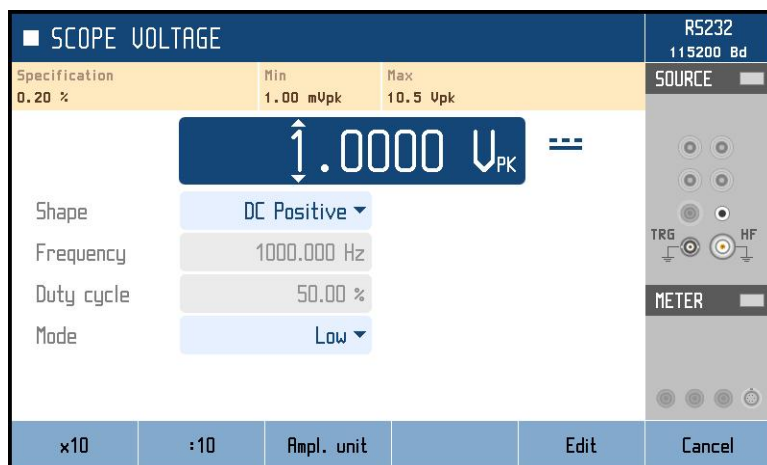 SCOPE VOLTAGE
RS232
115200 Bd
Specification Min Max
0.20 % 1.00 mVpk 10.5 Vpk
SOURCE
1.0000 VPK
Shape DC Positive
Frequency 1000.000 Hz
TRG HF
Duty cycle 50.00 %
METER
Mode Low
x10 :10 Ampl. unit Edit Cancel